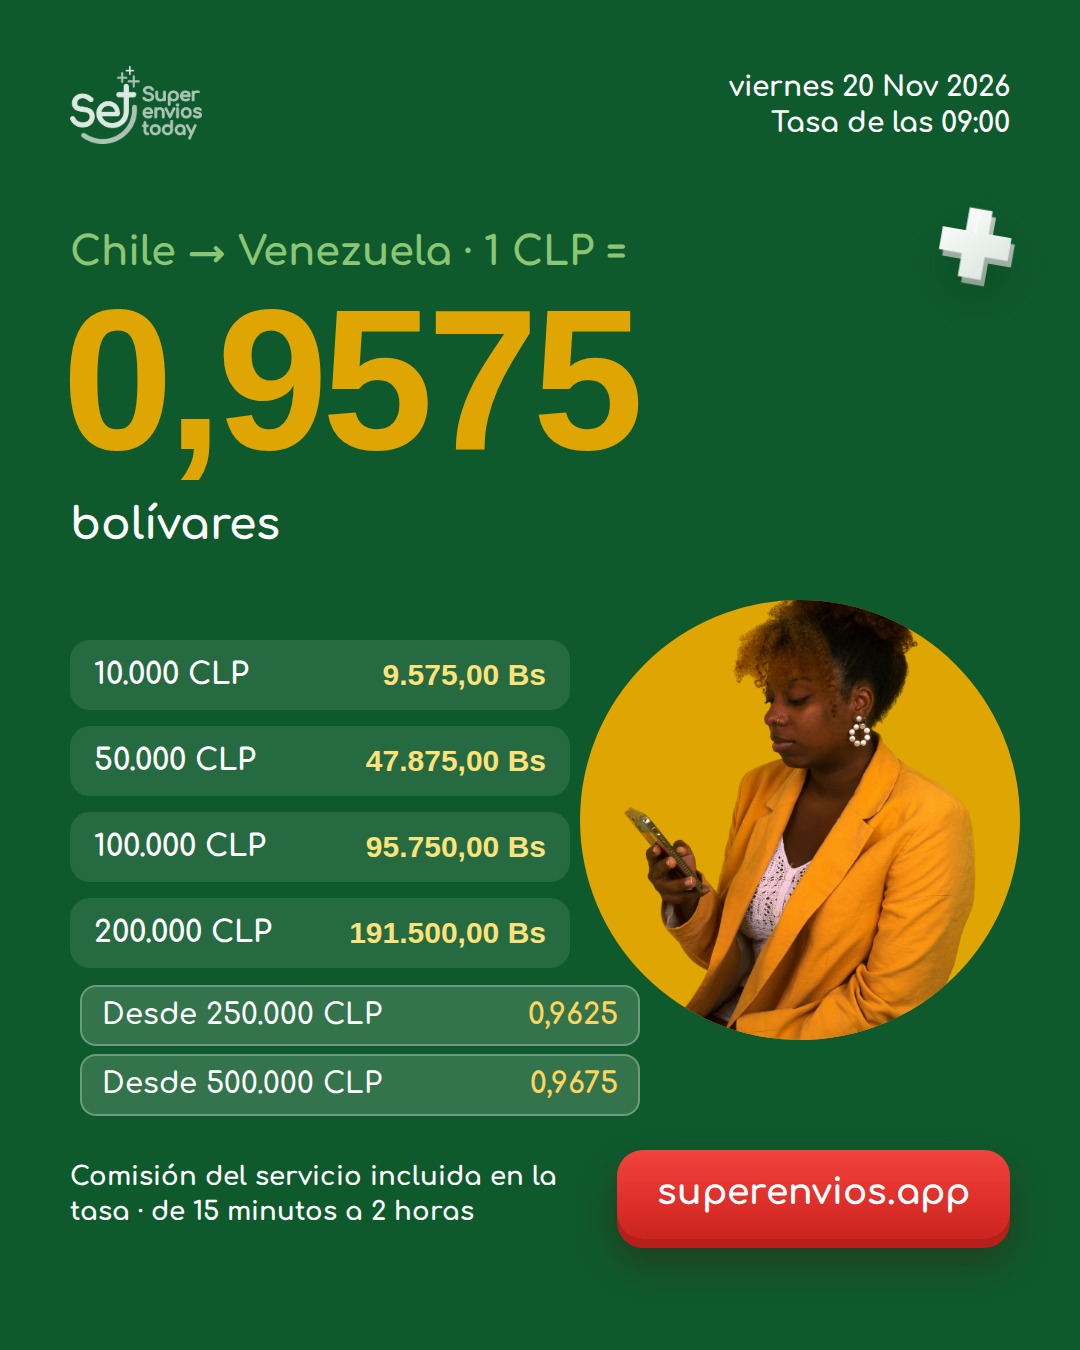 Set Super
envios
today
viernes 20 Nov 2026
Tasa de las 09:00
Chile → Venezuela · 1 CLP =
0,9575
bolívares
10.000 CLP 9.575,00 Bs
50.000 CLP 47.875,00 Bs
100.000 CLP 95.750,00 Bs
200.000 CLP 191.500,00 Bs
Desde 250.000 CLP 0,9625
Desde 500.000 CLP 0,9675
Comisión del servicio incluida en la
tasa · de 15 minutos a 2 horas
superenvios.app